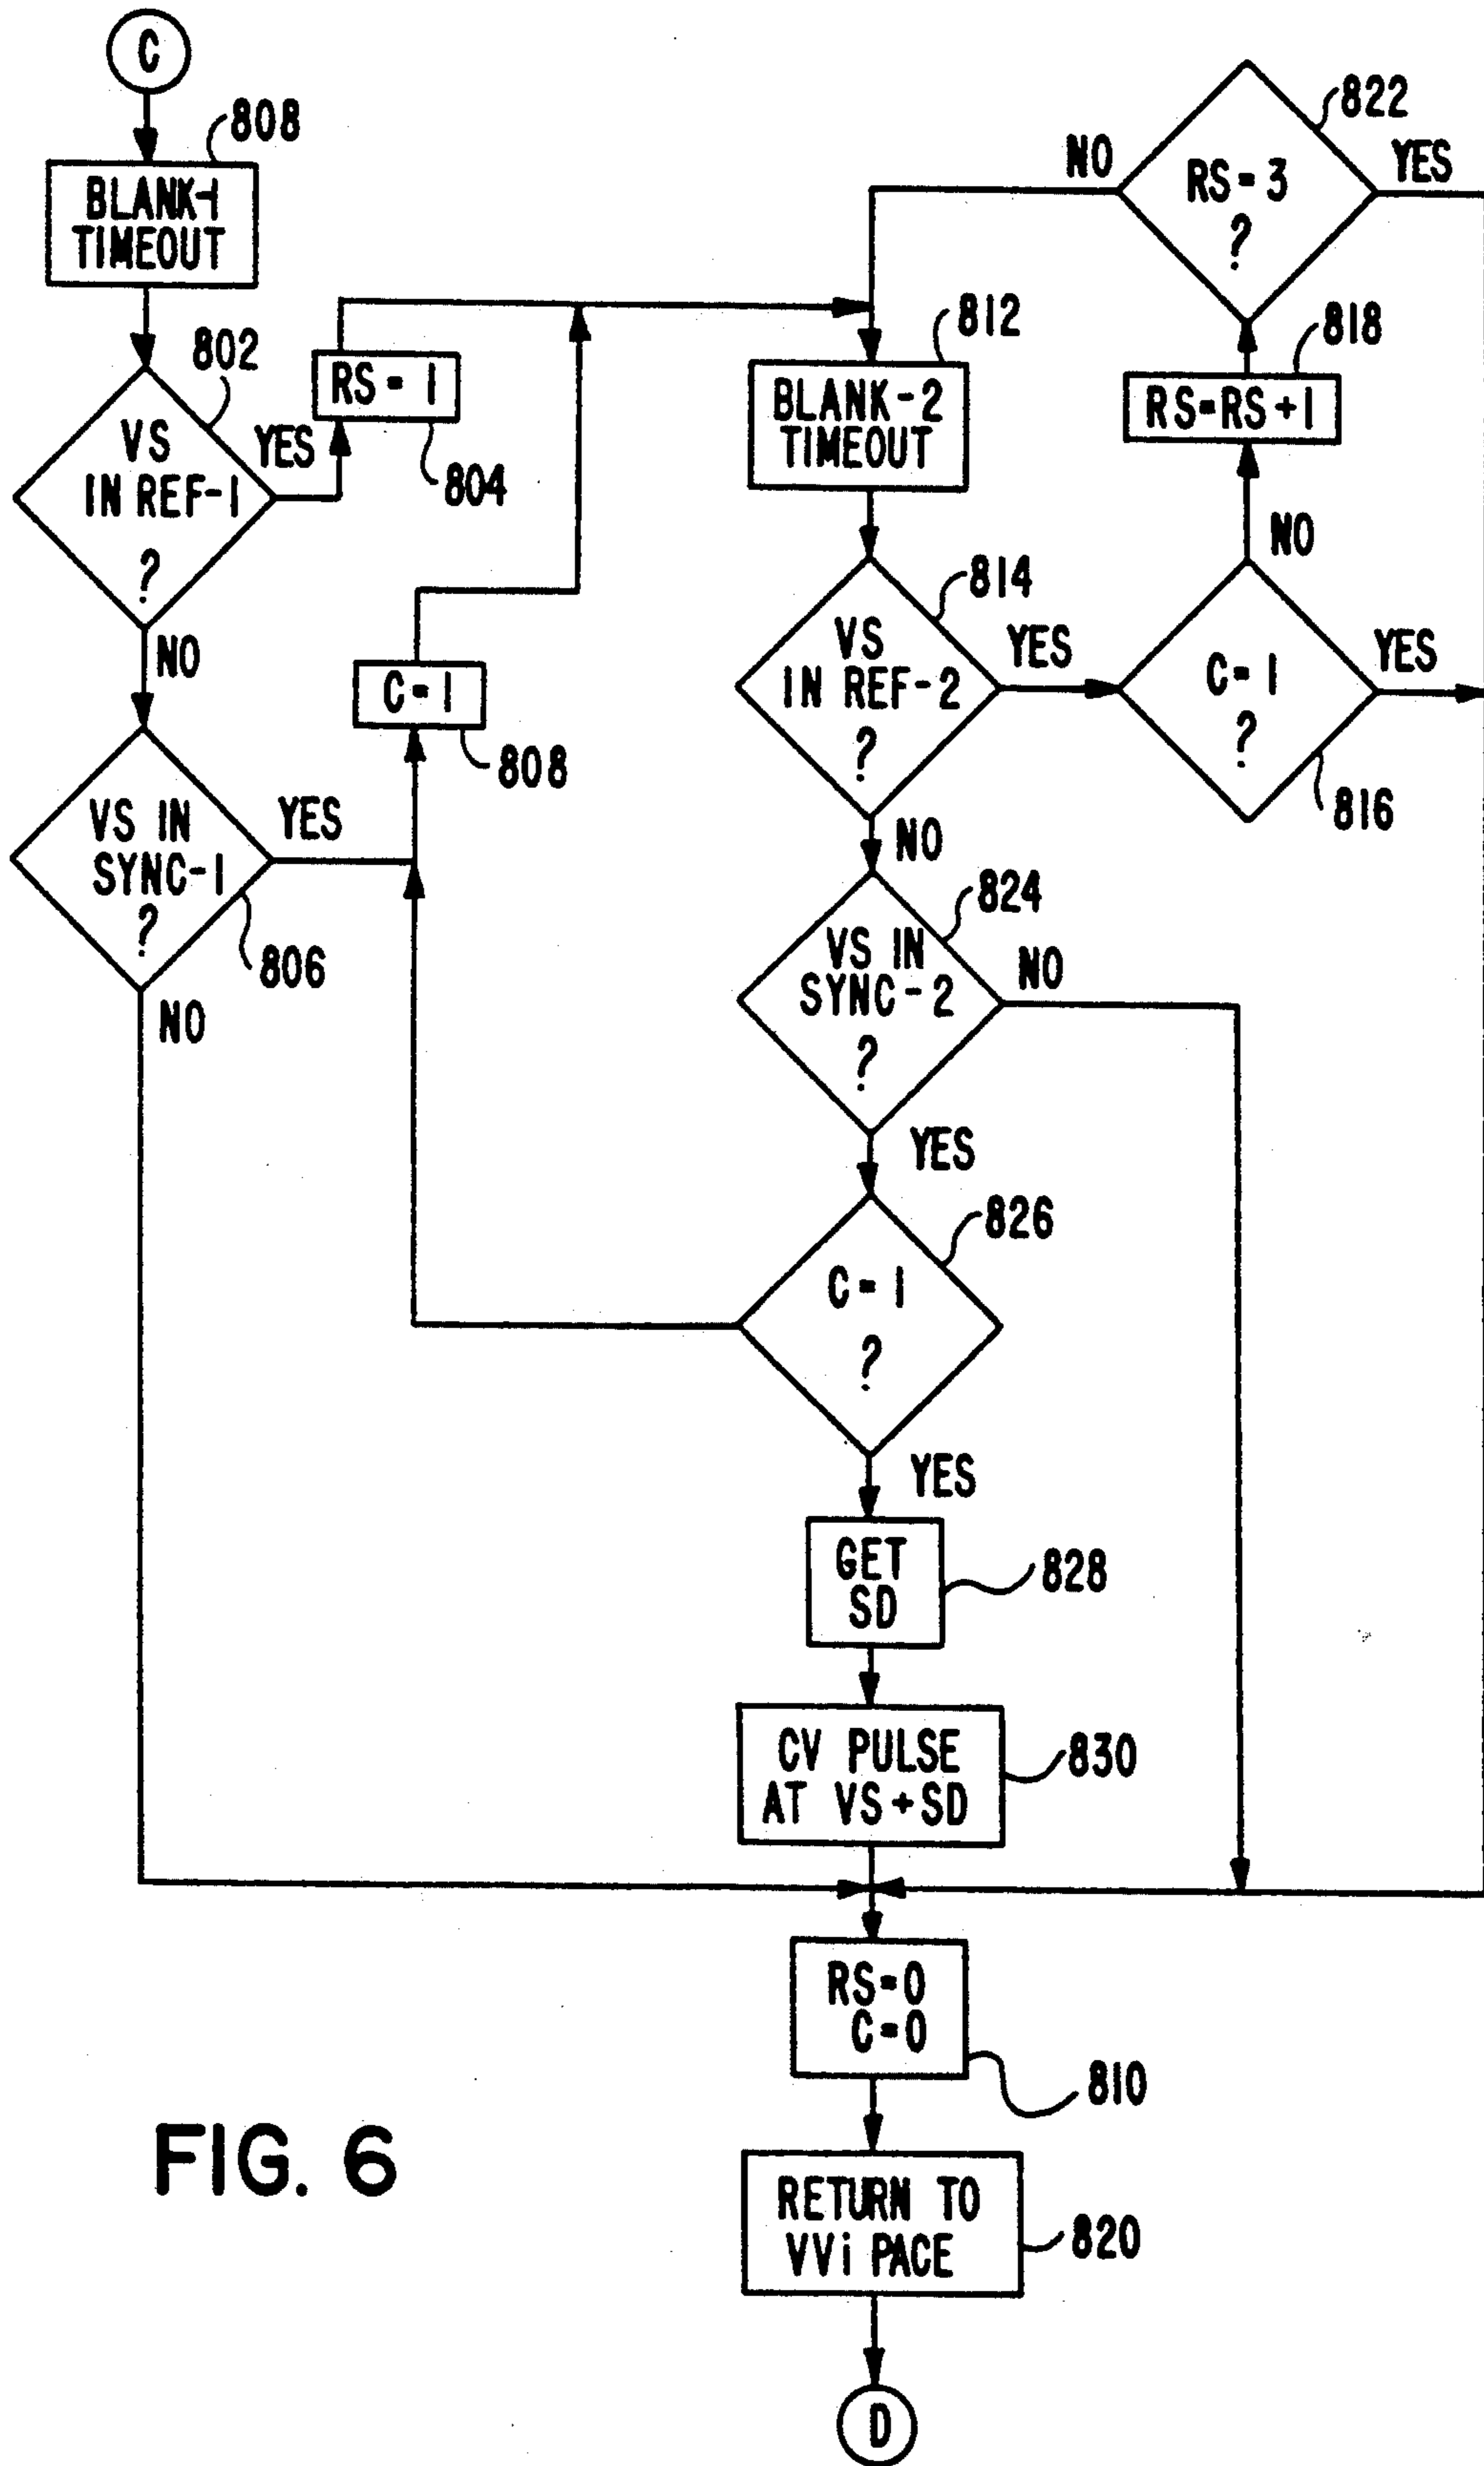 C
808
BLANK-1
TIMEOUT
802
VS
IN REF-1
?
YES
RS = 1
804
NO
VS IN
SYNC-1
?
YES
806
NO
C = 1
808
822
NO
RS = 3
?
YES
812
BLANK-2
TIMEOUT
818
RS=RS+1
NO
814
VS
IN REF-2
?
YES
C = 1
?
YES
816
NO
824
VS IN
SYNC-2
?
NO
YES
826
C = 1
?
YES
GET
SD
828
CV PULSE
AT VS+SD
830
RS=0
C=0
810
RETURN TO
VVi PACE
820
D
FIG. 6